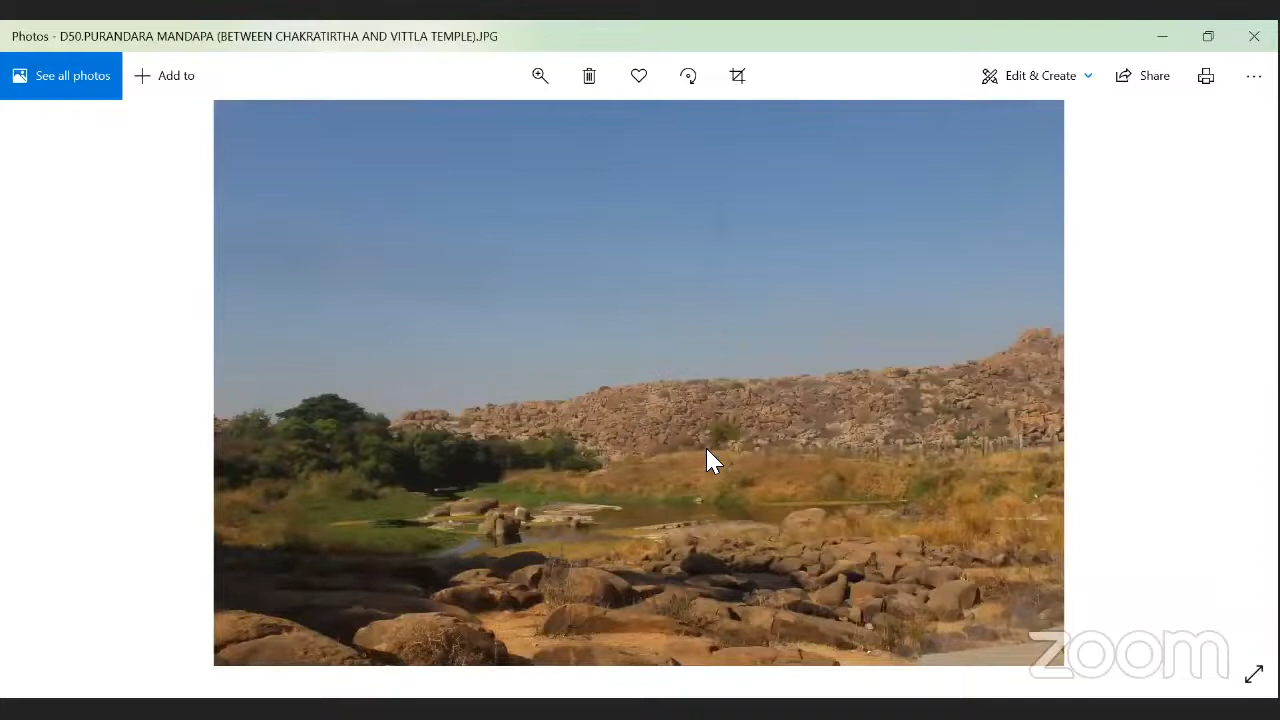 Photos - D50.PURANDARA MANDAPA (BETWEEN CHAKRATIRTHA AND VITTLA TEMPLE).JPG
See all photos
Add to
Edit & Create
Share
zoom